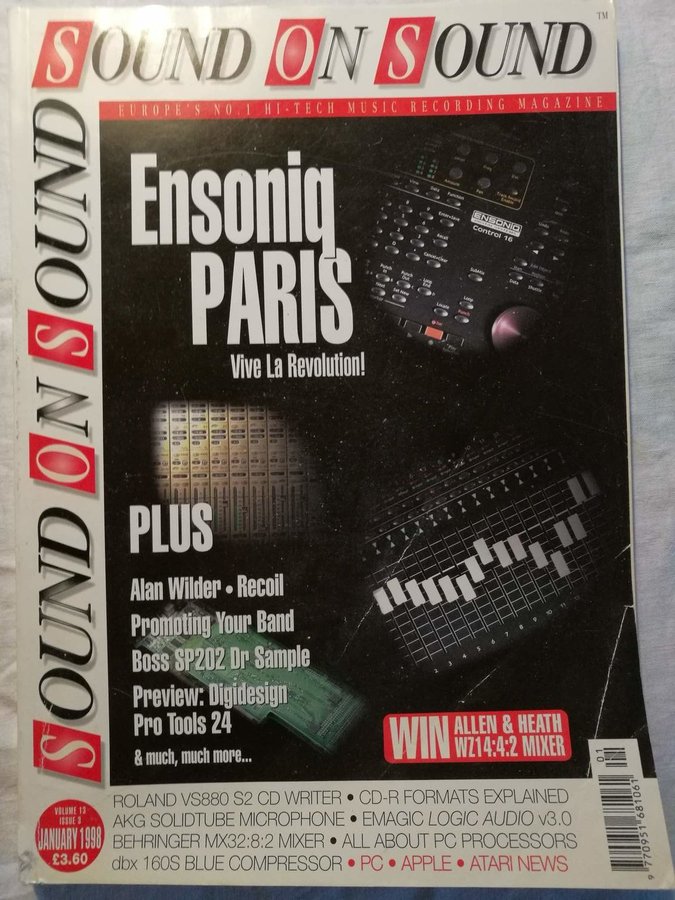 SOUND ON SOUND™
EUROPE'S NO.1 HI-TECH MUSIC RECORDING MAGAZINE
SOUND ON SOUND
Ensoniq
PARIS
Vive La Revolution!
ENSONIQ
Control 16
PLUS
Alan Wilder • Recoil
Promoting Your Band
Boss SP202 Dr Sample
Preview: Digidesign
Pro Tools 24
& much, much more...
WIN ALLEN & HEATH
WZ14:4:2 MIXER
VOLUME 13
ISSUE 3
JANUARY 1998
£3.60
ROLAND VS880 S2 CD WRITER • CD-R FORMATS EXPLAINED
AKG SOLIDTUBE MICROPHONE • EMAGIC LOGIC AUDIO v3.0
BEHRINGER MX32:8:2 MIXER • ALL ABOUT PC PROCESSORS
dbx 160S BLUE COMPRESSOR • PC • APPLE • ATARI NEWS
01
9 770951 681061